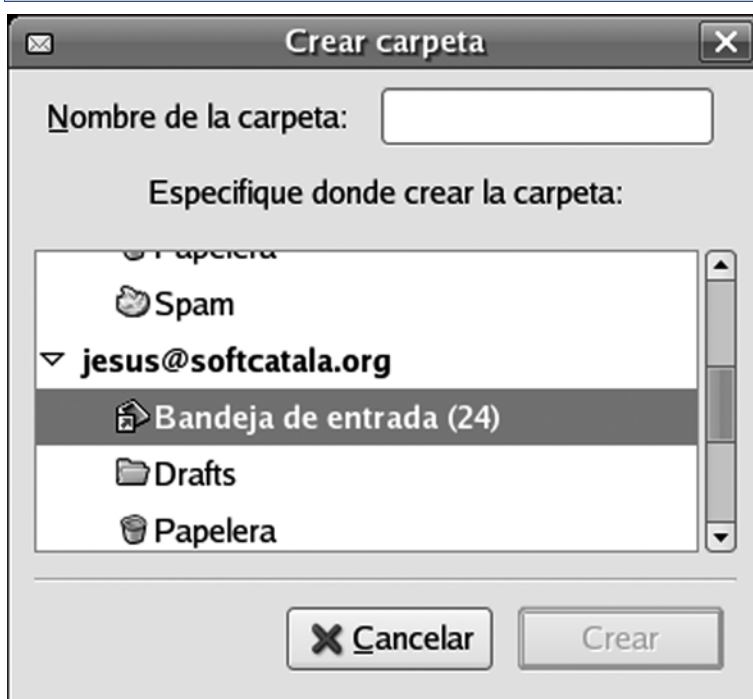 Crear carpeta
Nombre de la carpeta:
Especifique donde crear la carpeta:
Papelera
Spam
jesus@softcatala.org
Bandeja de entrada (24)
Drafts
Papelera
Cancelar
Crear